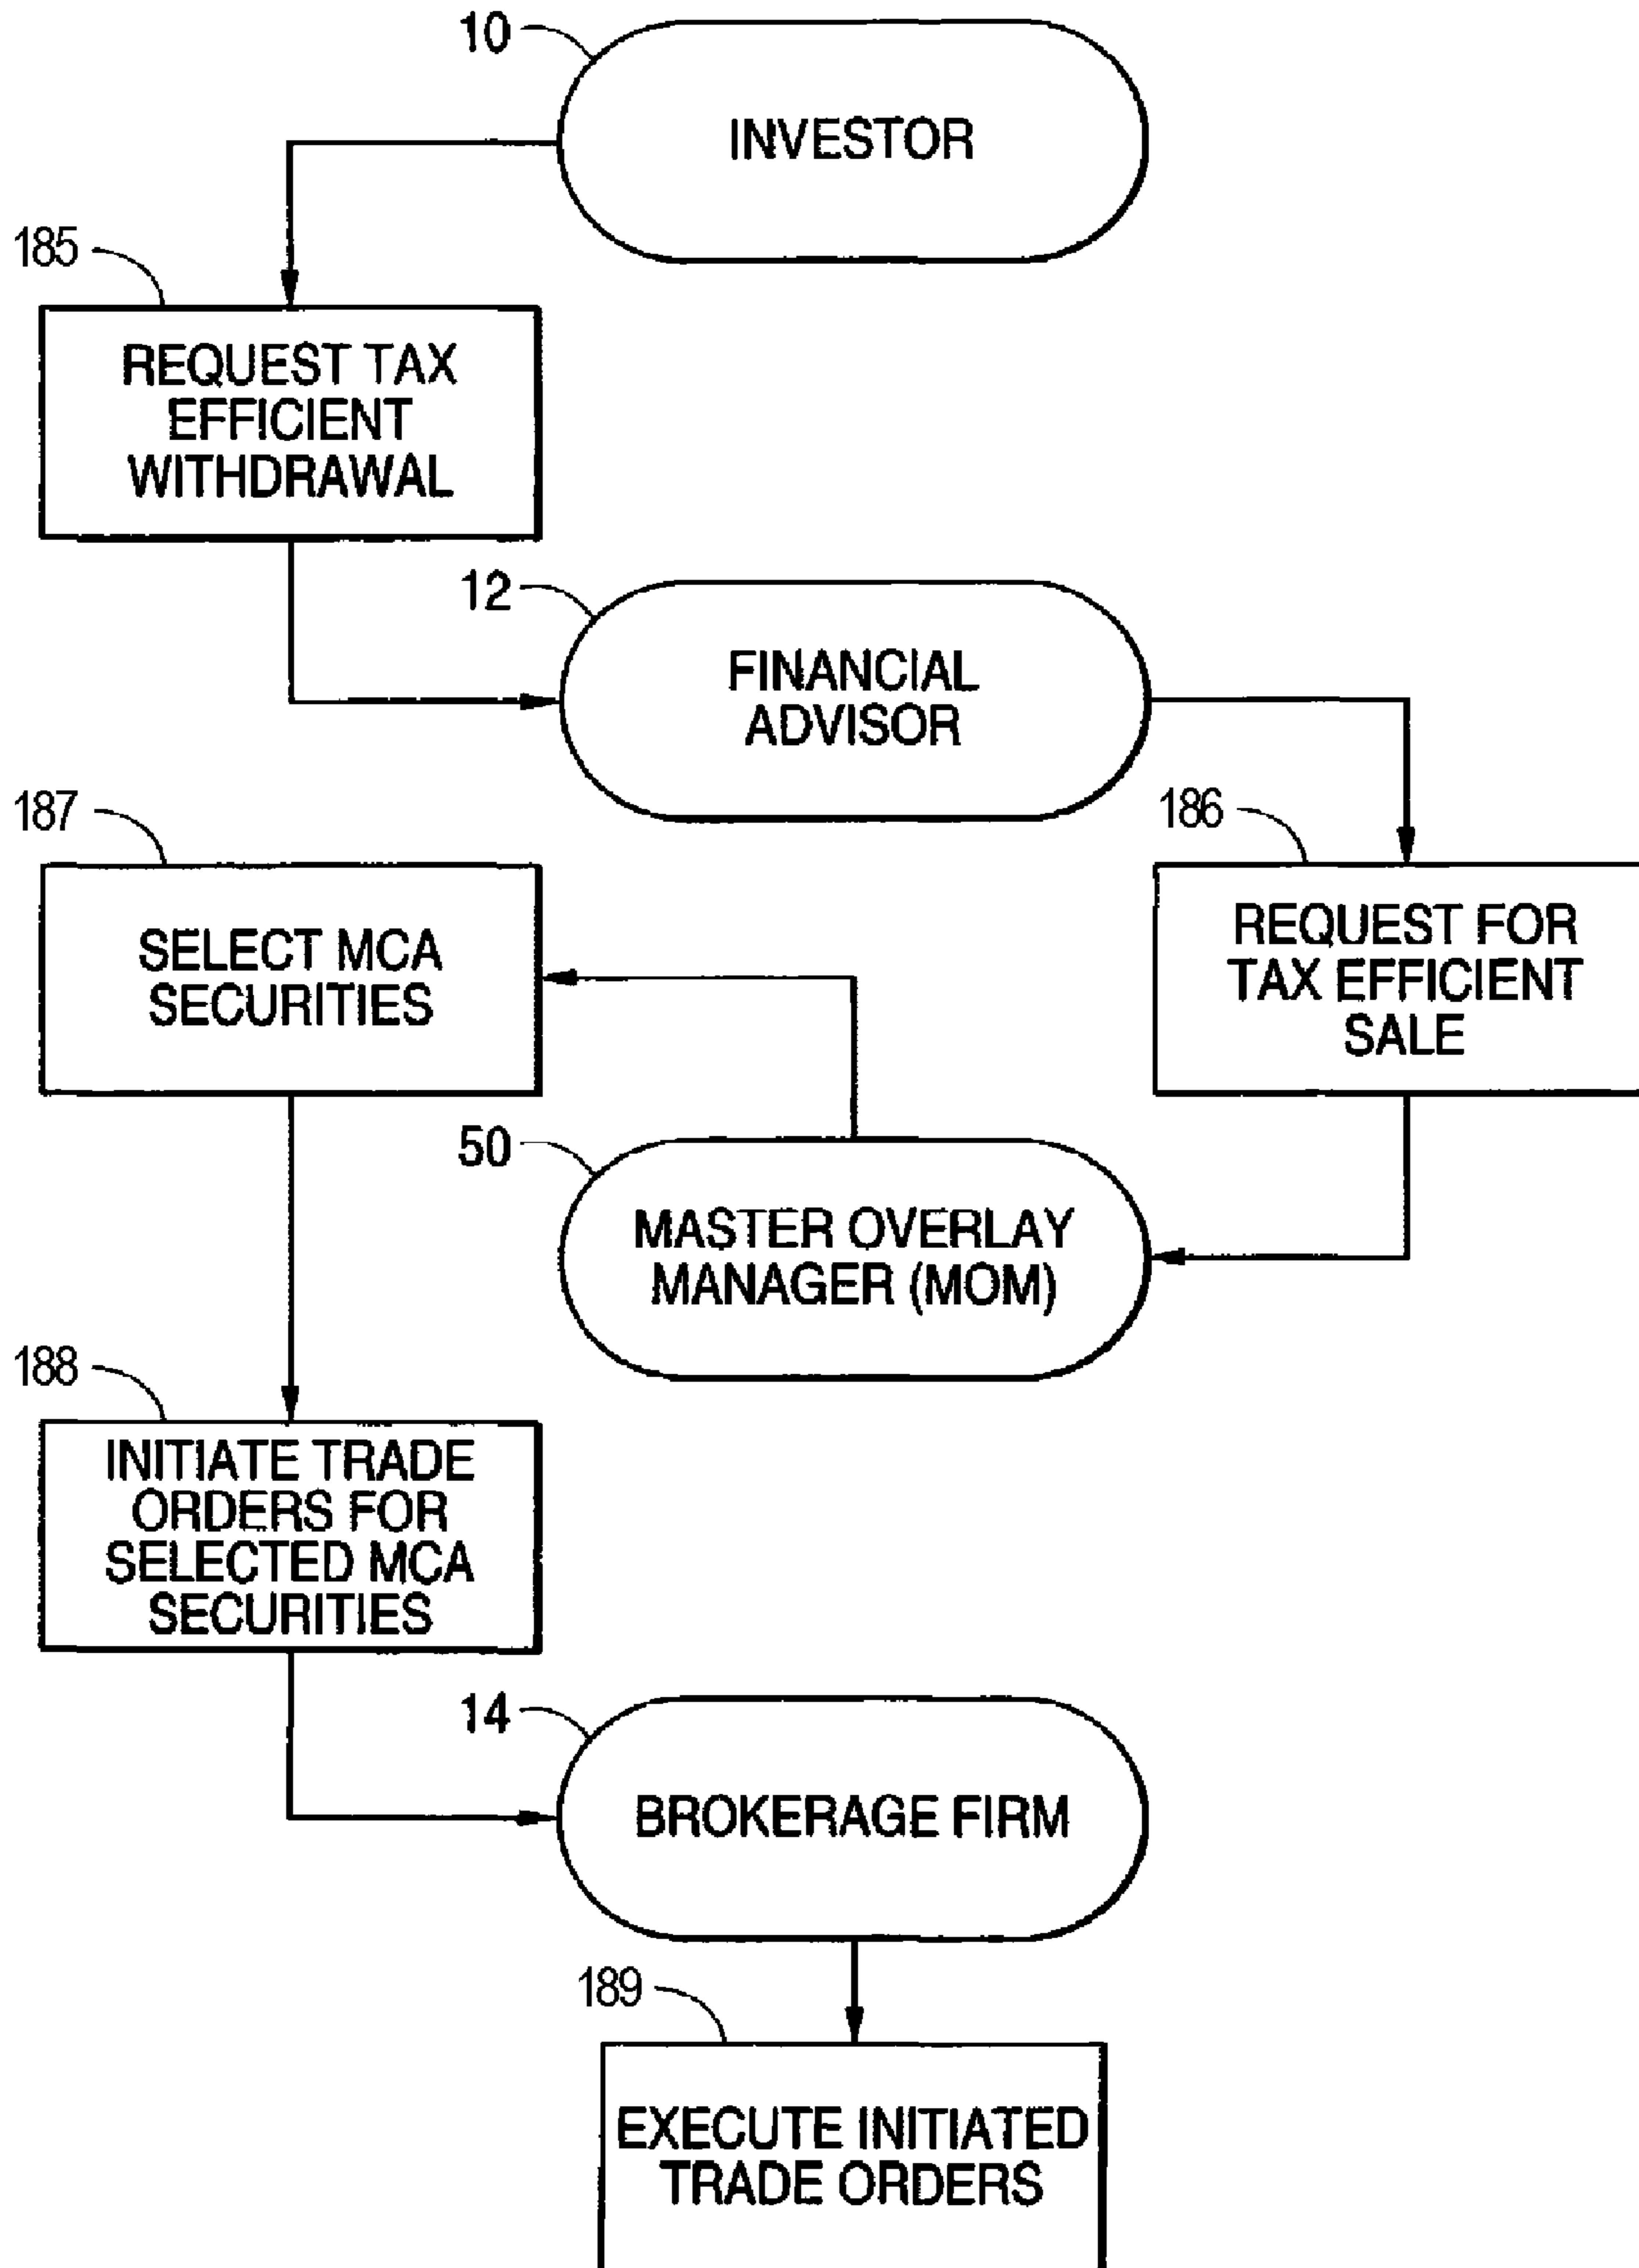 10
INVESTOR
185
REQUEST TAX
EFFICIENT
WITHDRAWAL
12
FINANCIAL
ADVISOR
187
SELECT MCA
SECURITIES
186
REQUEST FOR
TAX EFFICIENT
SALE
50
MASTER OVERLAY
MANAGER (MOM)
188
INITIATE TRADE
ORDERS FOR
SELECTED MCA
SECURITIES
14
BROKERAGE FIRM
189
EXECUTE INITIATED
TRADE ORDERS